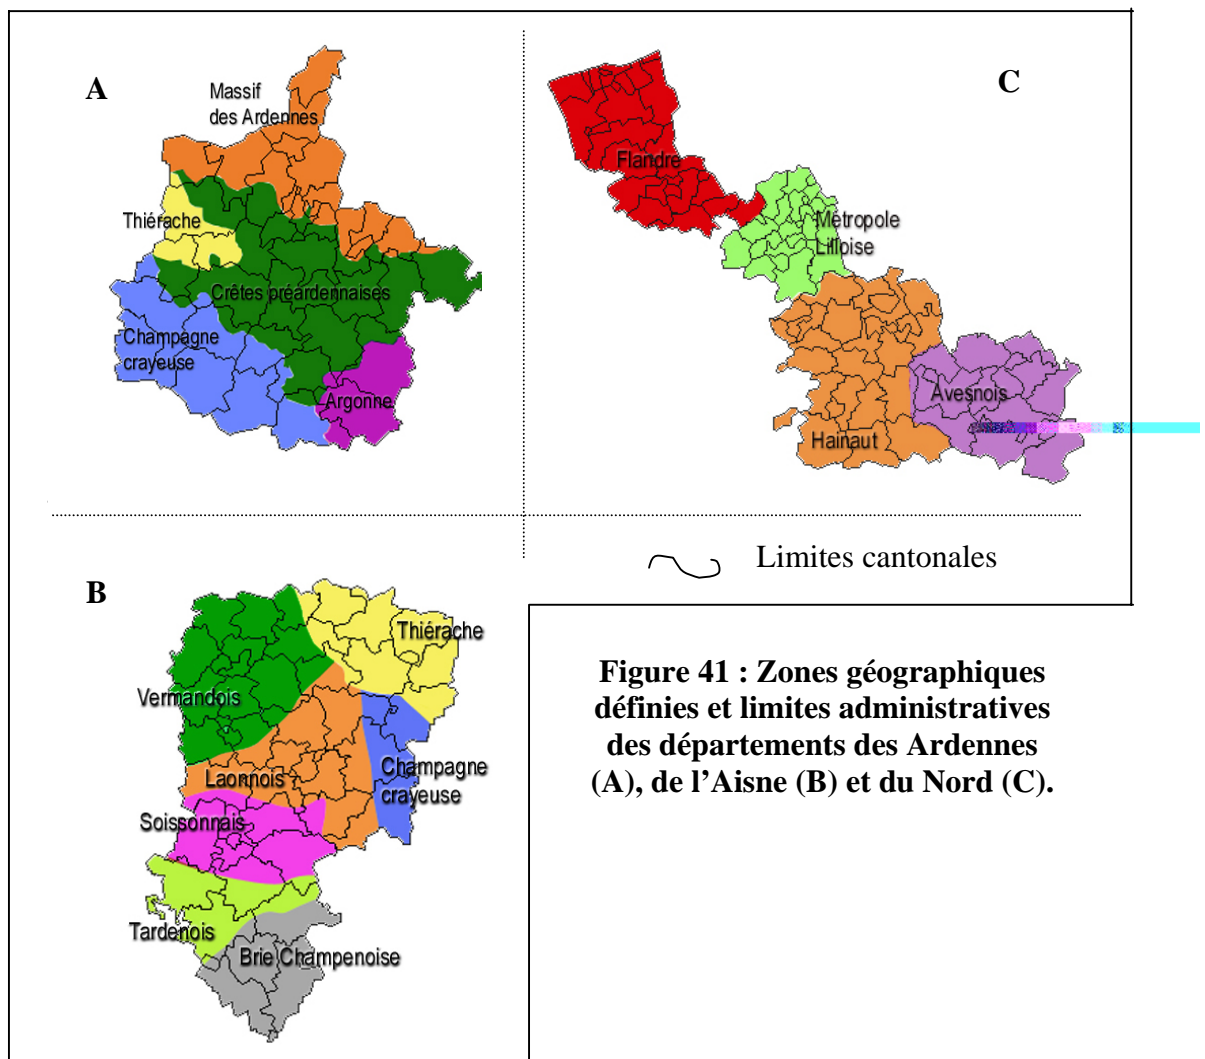 A
Massif
des Ardennes
Thiérache
Crêtes préardennaises
Champagne
crayeuse
Argonne
C
Flandre
Métropole
Lilloise
Avesnois
Hainaut
Limites cantonales
B
Thiérache
Vermandois
Laonnois
Champagne
crayeuse
Soissonnais
Tardenois
Brie Champenoise
Figure 41 : Zones géographiques
définies et limites administratives
des départements des Ardennes
(A), de l’Aisne (B) et du Nord (C).